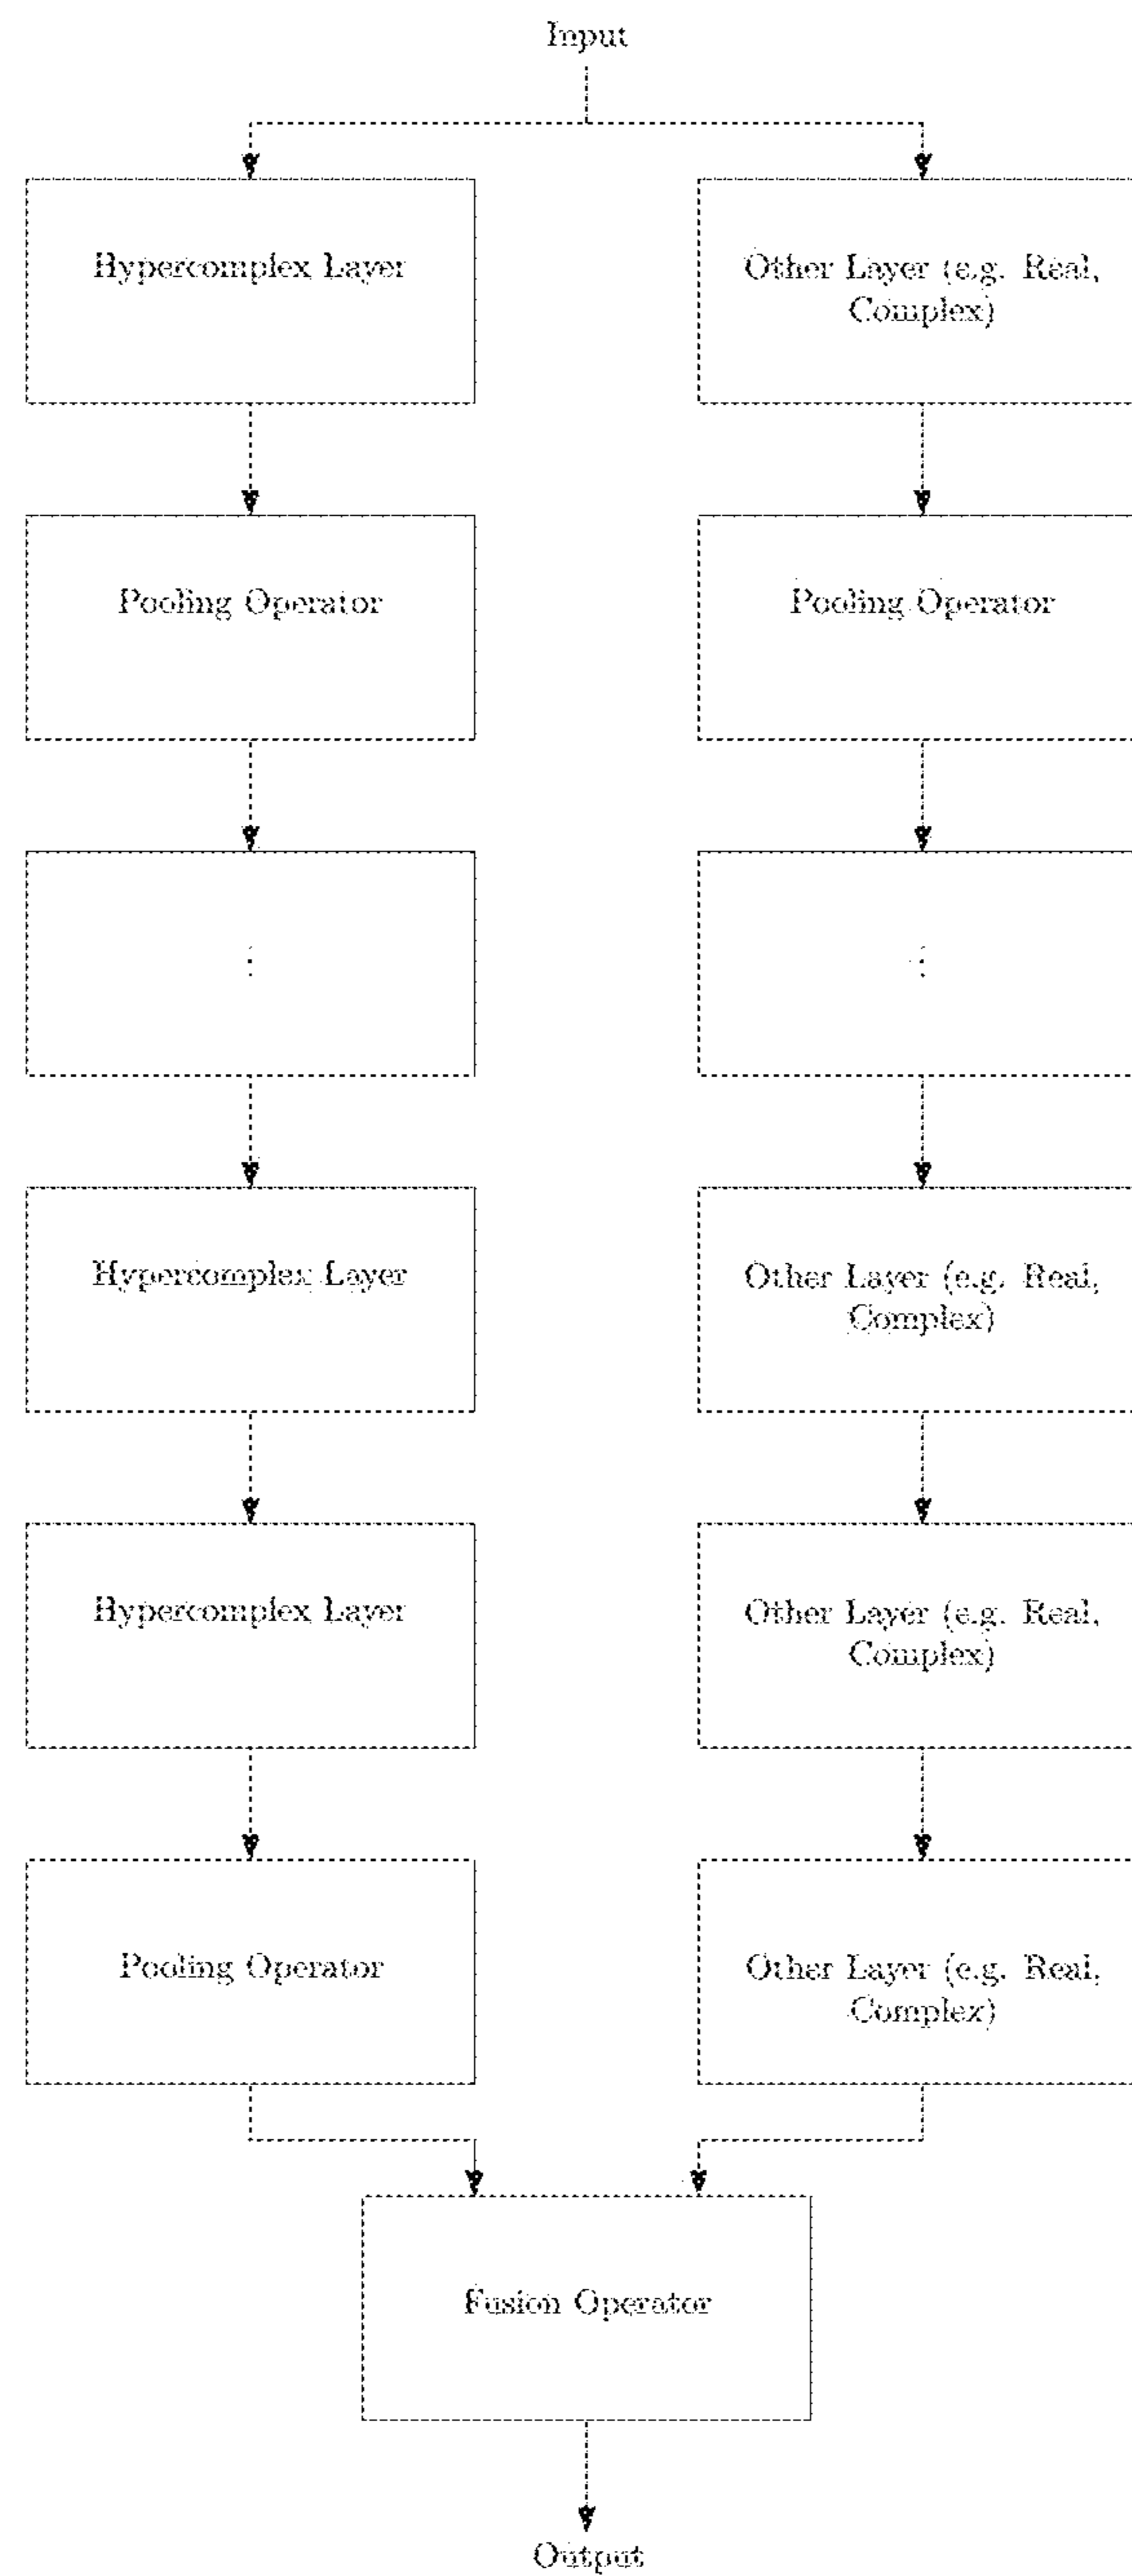 Input
Hypercomplex Layer
Other Layer (e.g. Real,
Complex)
Pooling Operator
Pooling Operator
⋮
⋮
Hypercomplex Layer
Other Layer (e.g. Real,
Complex)
Hypercomplex Layer
Other Layer (e.g. Real,
Complex)
Pooling Operator
Other Layer (e.g. Real,
Complex)
Fusion Operator
Output